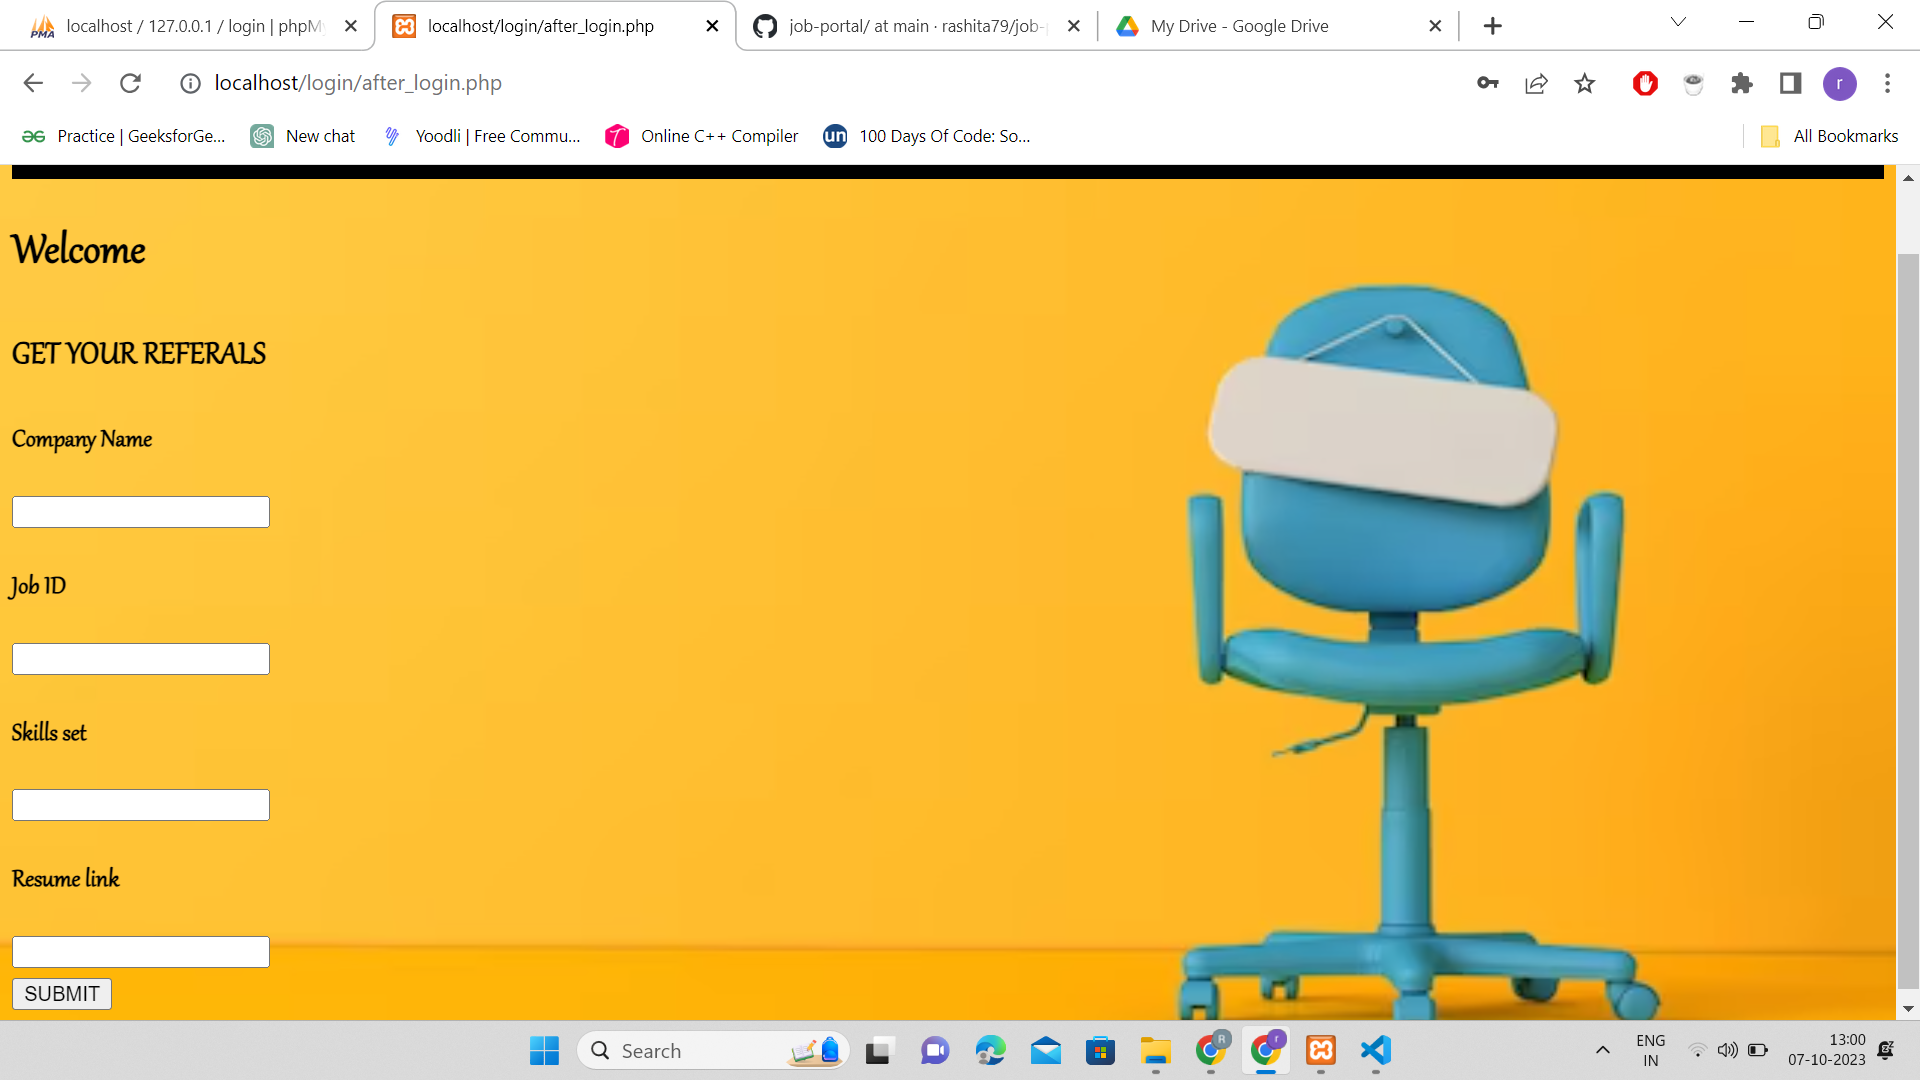 localhost / 127.0.0.1 / login | phpMy
localhost/login/after_login.php
job-portal/ at main · rashita79/job-p
My Drive - Google Drive
localhost/login/after_login.php
r
Practice | GeeksforGe...
New chat
Yoodli | Free Commu...
Online C++ Compiler
un
100 Days Of Code: So...
All Bookmarks
Welcome
GET YOUR REFERALS
Company Name
Job ID
Skills set
Resume link
SUBMIT
Search
R
r
ENG
IN
13:00
07-10-2023